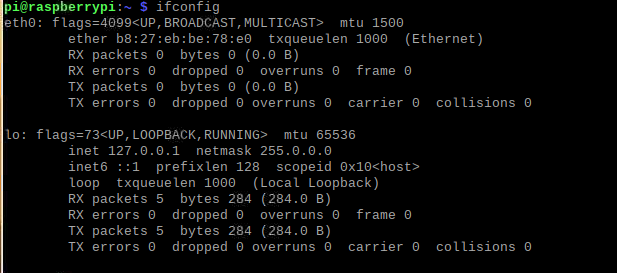 pi@raspberrypi:~ $ ifconfig
eth0: flags=4099<UP,BROADCAST,MULTICAST>  mtu 1500
        ether b8:27:eb:be:78:e0  txqueuelen 1000  (Ethernet)
        RX packets 0  bytes 0 (0.0 B)
        RX errors 0  dropped 0  overruns 0  frame 0
        TX packets 0  bytes 0 (0.0 B)
        TX errors 0  dropped 0 overruns 0  carrier 0  collisions 0

lo: flags=73<UP,LOOPBACK,RUNNING>  mtu 65536
        inet 127.0.0.1  netmask 255.0.0.0
        inet6 ::1  prefixlen 128  scopeid 0x10<host>
        loop  txqueuelen 1000  (Local Loopback)
        RX packets 5  bytes 284 (284.0 B)
        RX errors 0  dropped 0  overruns 0  frame 0
        TX packets 5  bytes 284 (284.0 B)
        TX errors 0  dropped 0 overruns 0  carrier 0  collisions 0